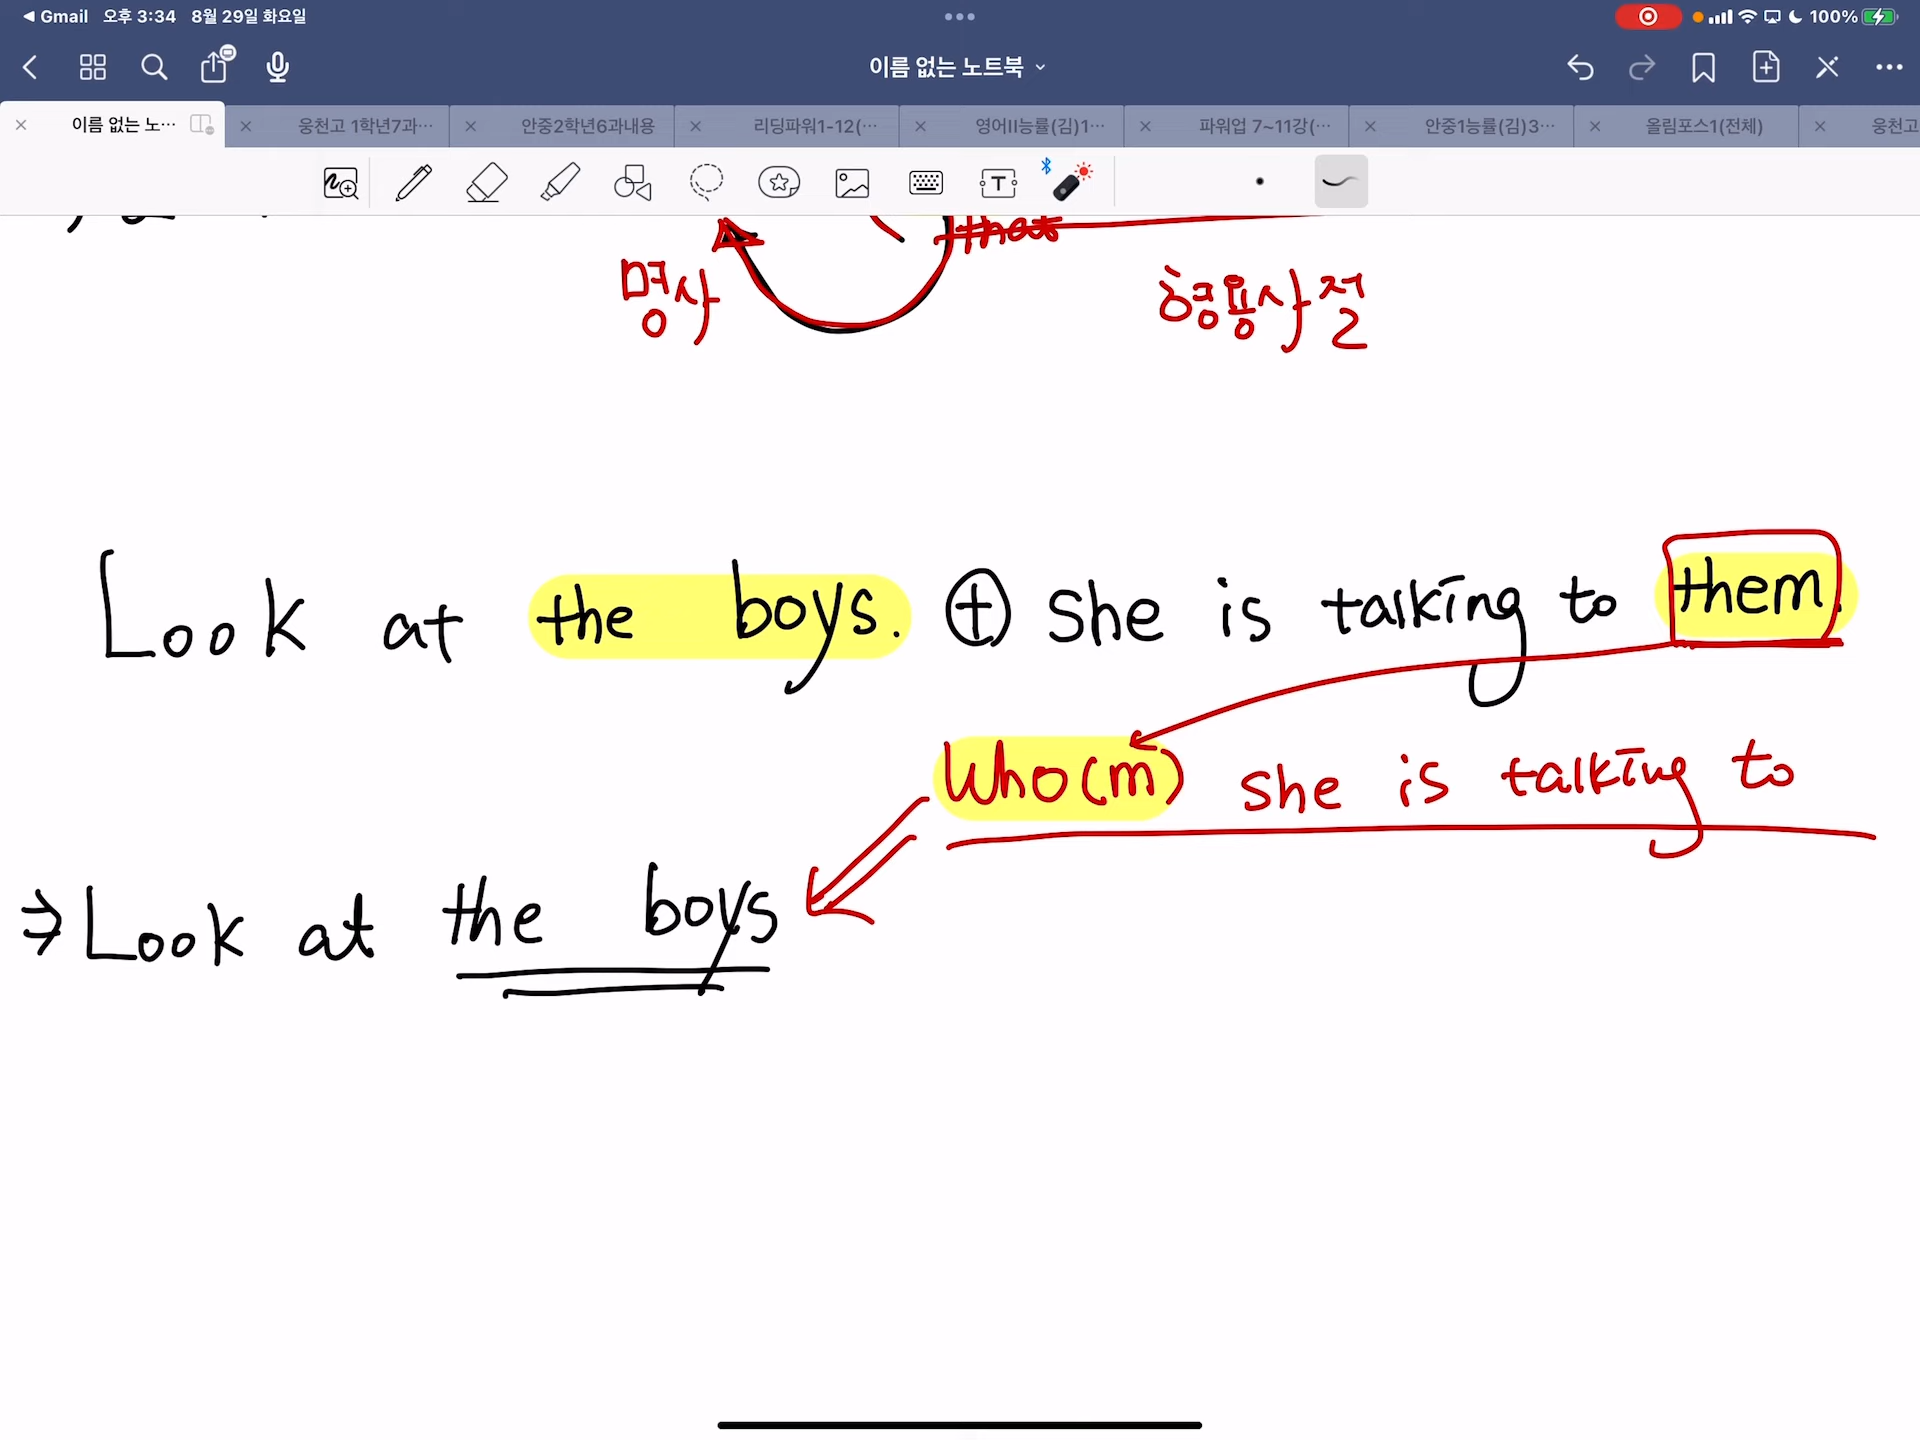 Gmail 오후 3:34 8월 29일 화요일 100%
이름 없는 노트북
이름 없는 노··· 웅천고 1학년7과··· 안중2학년6과내용 리딩파워1-12(··· 영어II능률(김)1··· 파워업 7~11강(··· 안중1능률(김)3··· 올림포스1(전체) 웅천고
that
명사 형용사절
Look at the boys. + She is talking to them.
who(m) she is talking to
⇒ Look at the boys